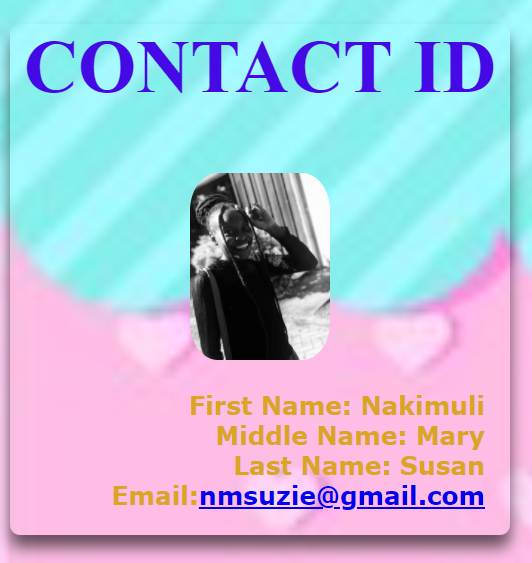 CONTACT ID
First Name: Nakimuli
Middle Name: Mary
Last Name: Susan
Email:nmsuzie@gmail.com